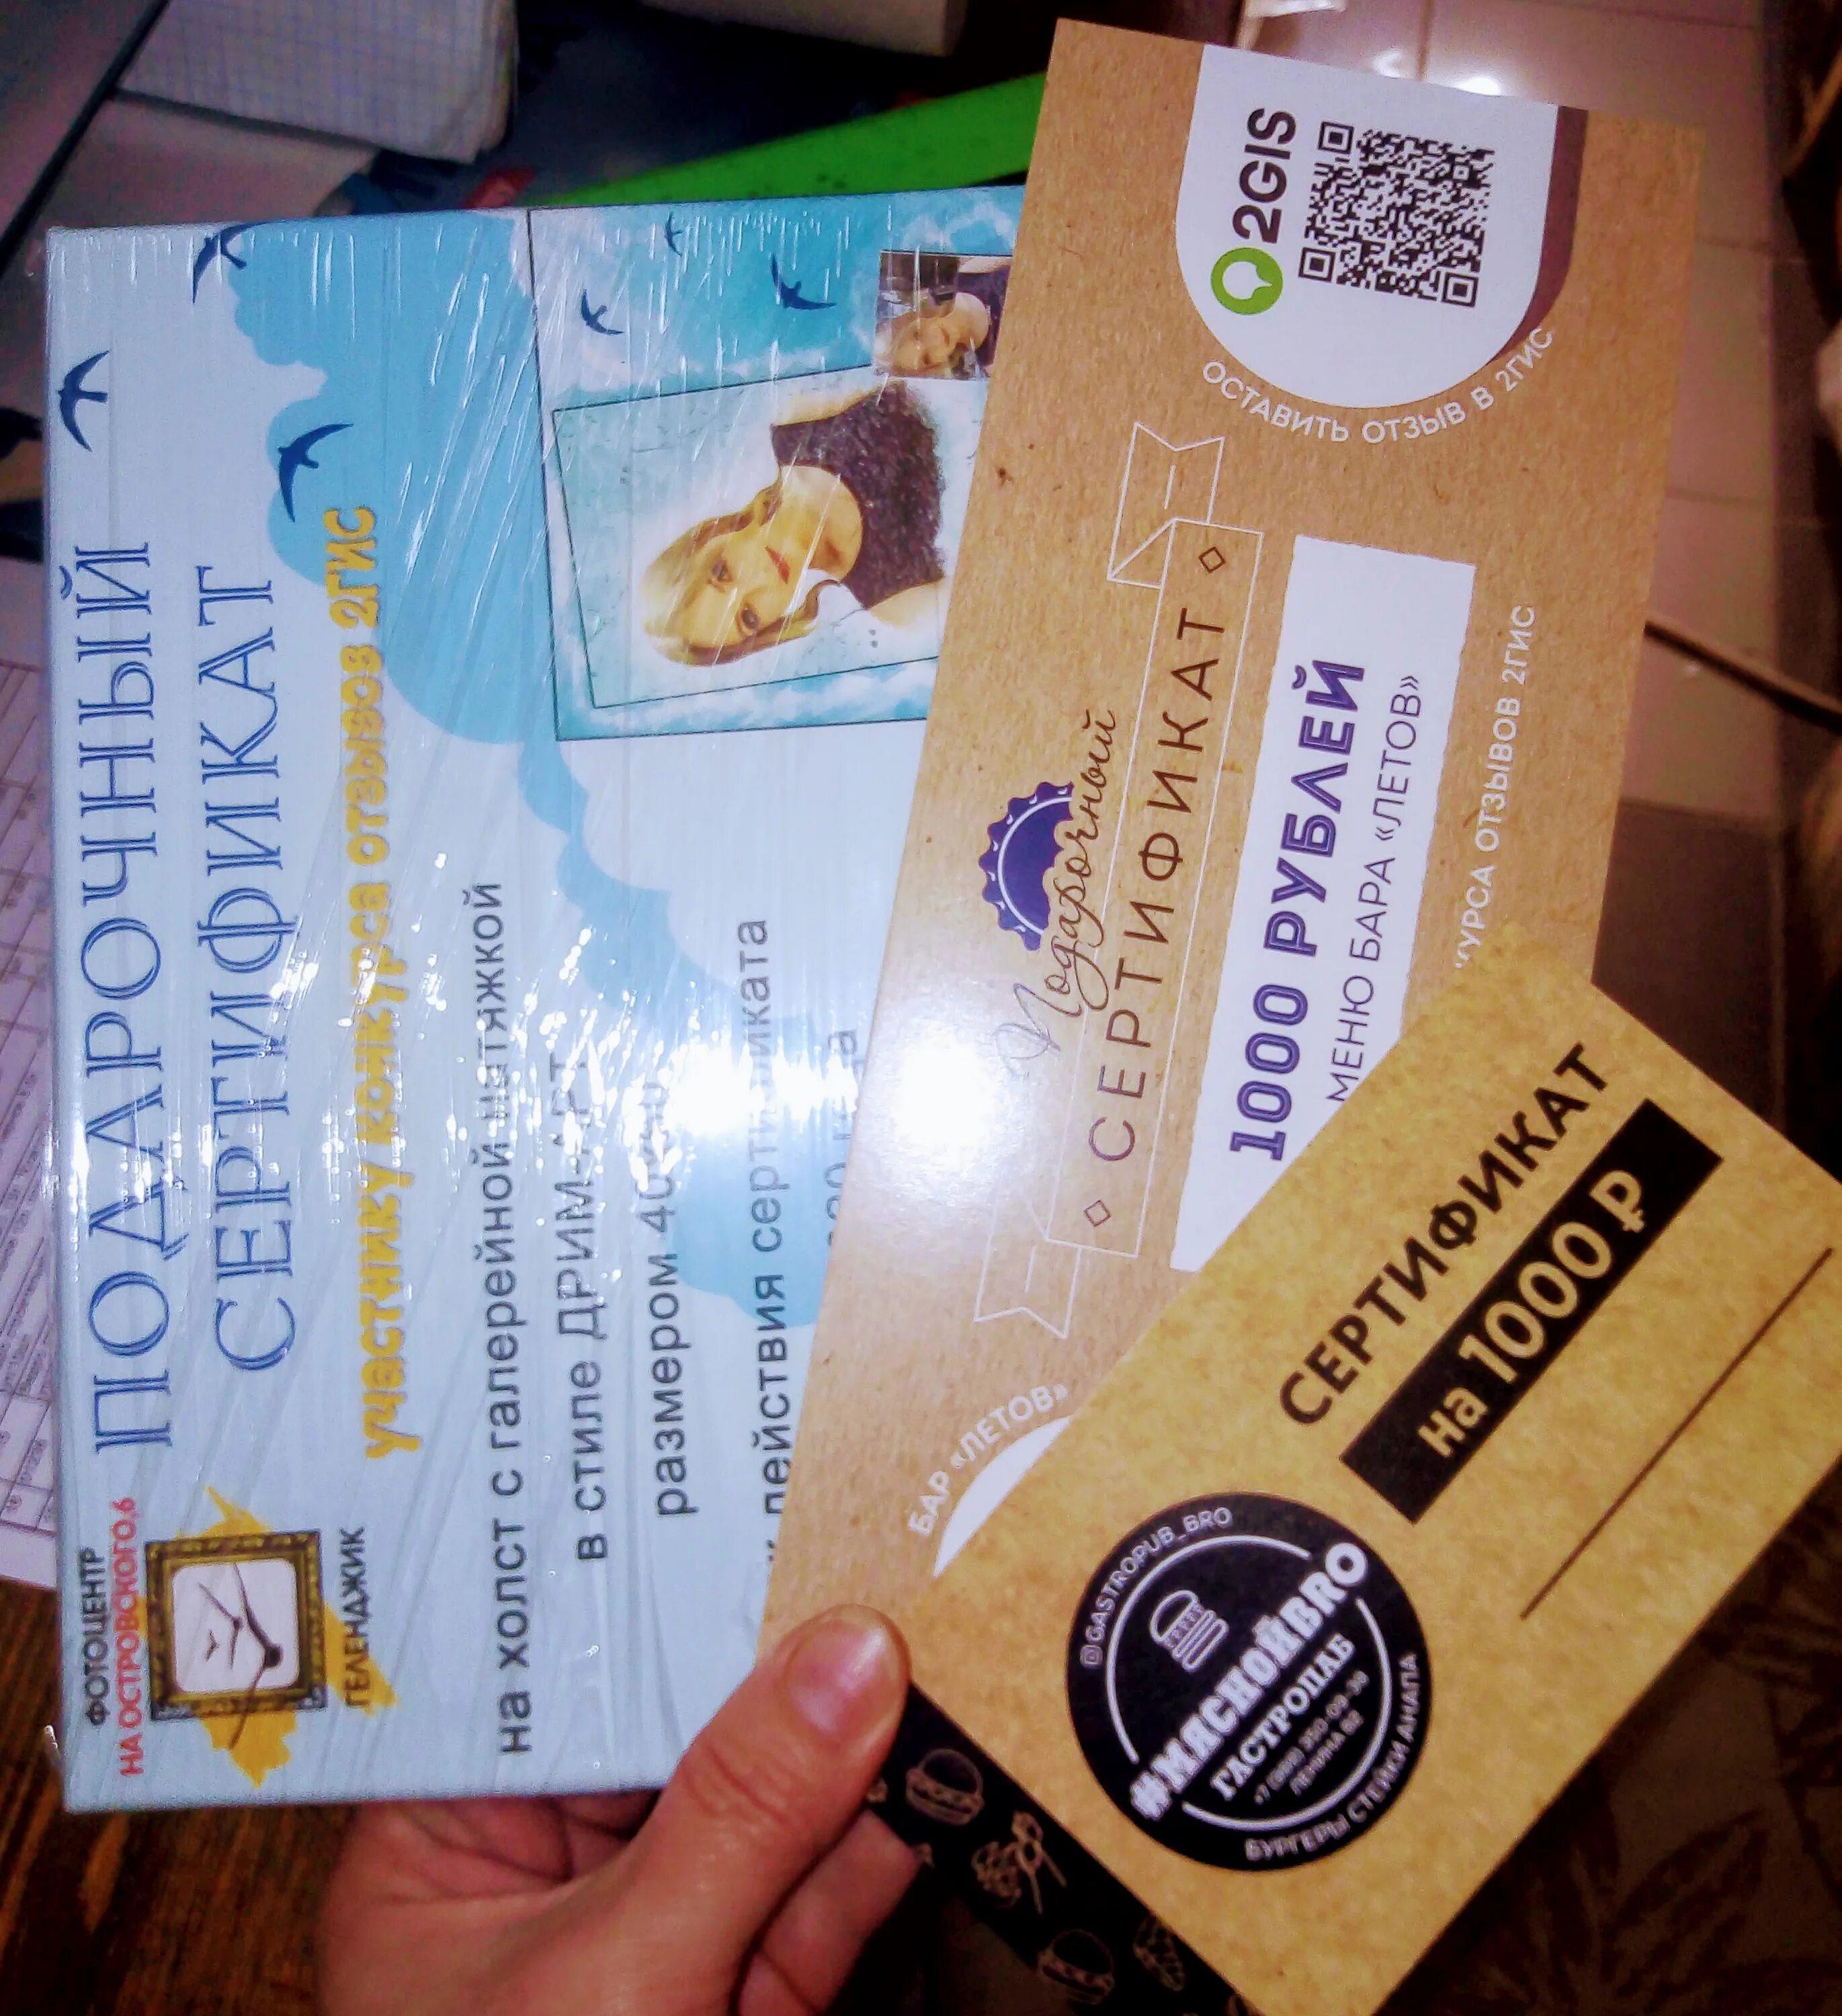 ФОТОЦЕНТР
НА ОСТРОВСКОГО,6
ГЕЛЕНДЖИК
ПОДАРОЧНЫЙ
СЕРТИФИКАТ
участнику конкурса отзывов 2ГИС
на холст с галерейной натяжкой
в стиле ДРИМ-АРТ
размером
действия сертификата
БАР «ЛЕТОВ»
Подарочный
СЕРТИФИКАТ
1000 РУБЛЕЙ
МЕНЮ БАРА «ЛЕТОВ»
ОТЗЫВОВ 2ГИС
2GIS
ОСТАВИТЬ ОТЗЫВ В 2ГИС
СЕРТИФИКАТ
на 1000 ₽
@GASTROPUB_BRO
#МЯСНОЙBRO
ГАСТРОПАБ
ЛЕНИНА
БУРГЕРЫ СТЕЙКИ АНАПА